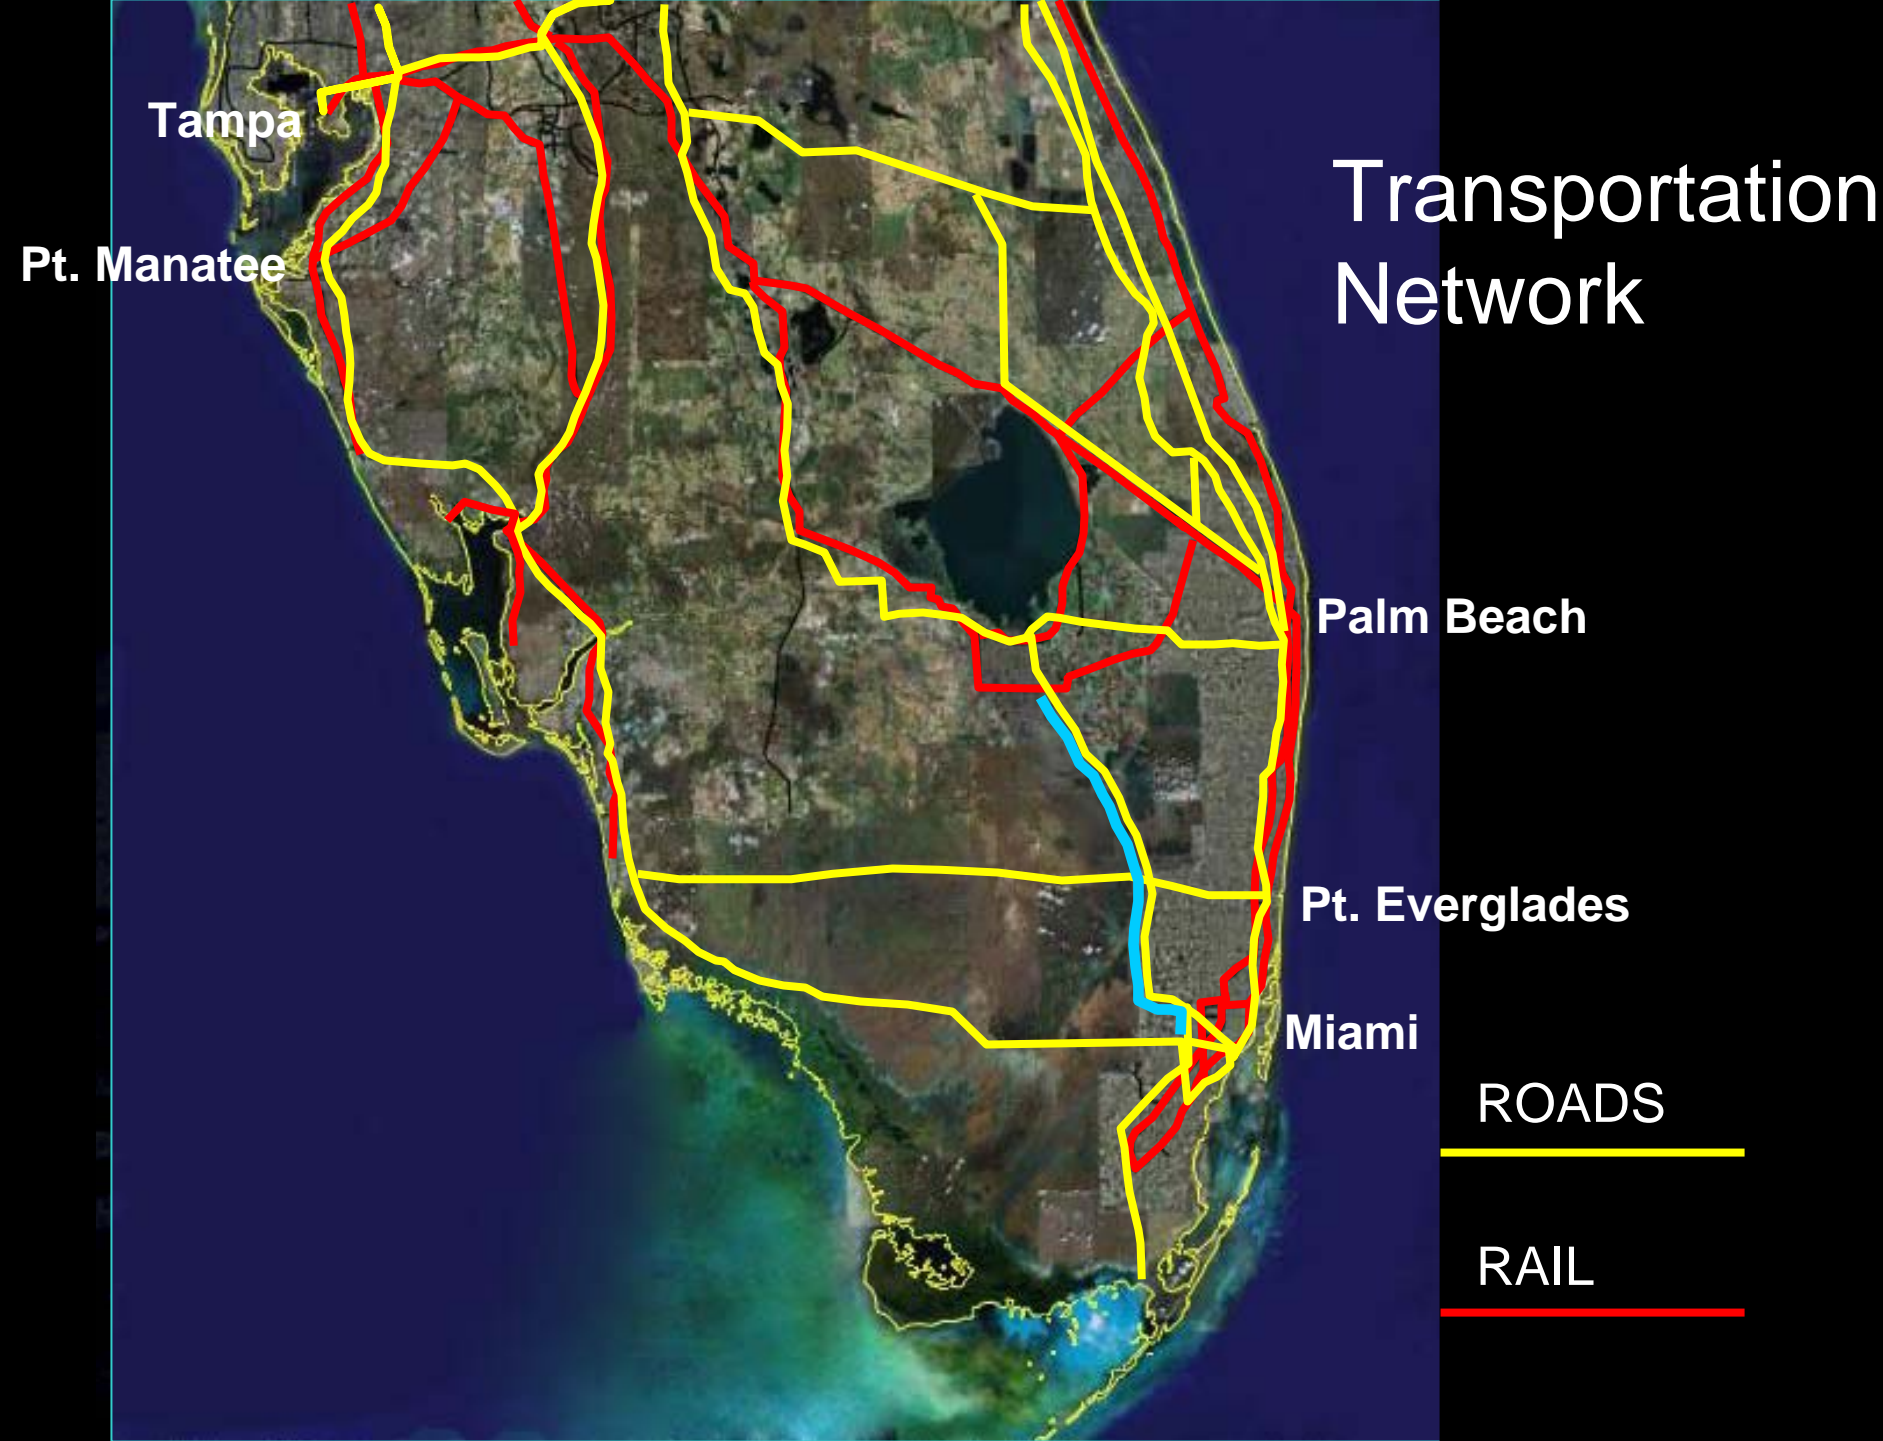 Tampa
Transportation
Network
Pt. Manatee
Palm Beach
Pt. Everglades
Miami
ROADS
RAIL